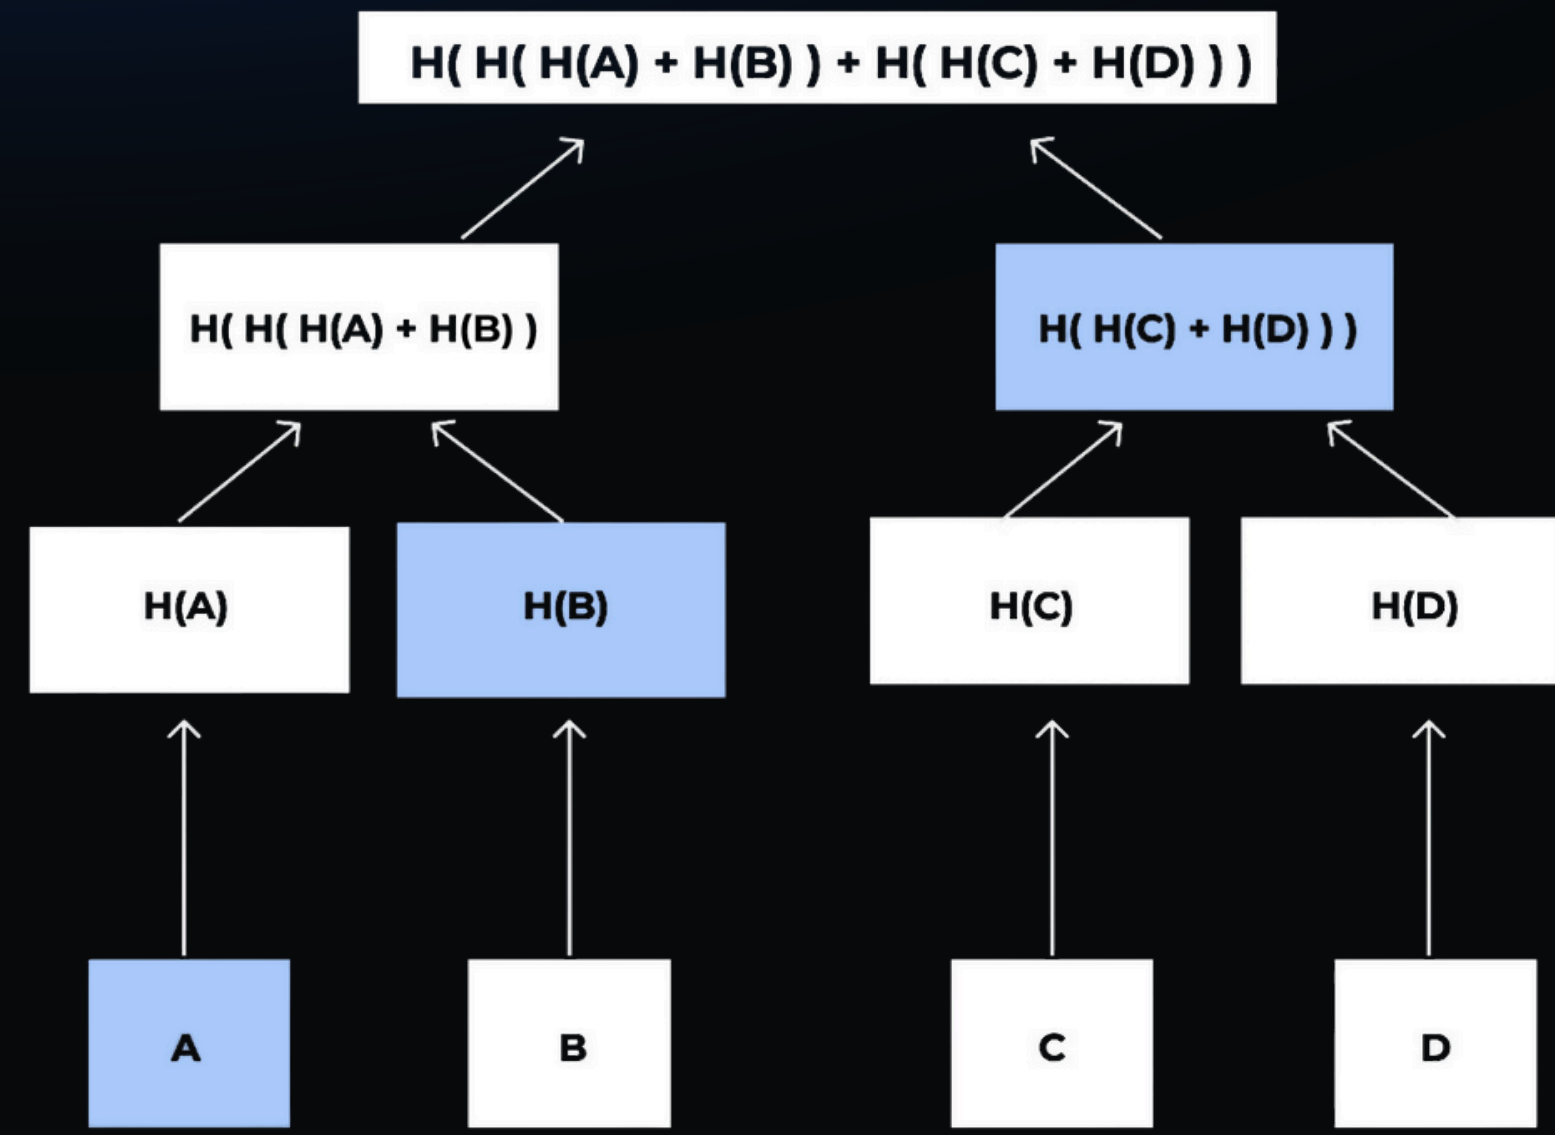 H( H( H(A) + H(B) ) + H( H(C) + H(D) ) )
H( H( H(A) + H(B) )
H( H(C) + H(D) ) )
H(A)
H(B)
H(C)
H(D)
A
B
C
D